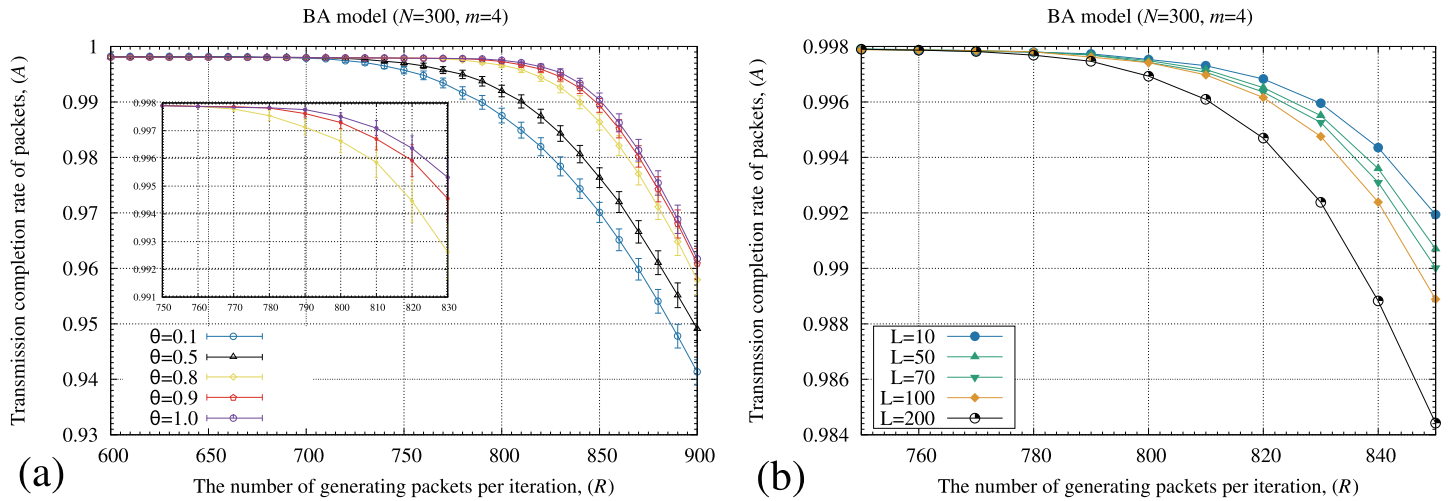 BA model (N=300, m=4)
Transmission completion rate of packets, (A)
1
0.99
0.98
0.97
0.96
0.95
0.94
0.93
600 650 700 750 800 850 900
The number of generating packets per iteration, (R)
0.998
0.997
0.996
0.995
0.994
0.993
0.992
0.991
750 760 770 780 790 800 810 820 830
θ=0.1
θ=0.5
θ=0.8
θ=0.9
θ=1.0
(a)
BA model (N=300, m=4)
Transmission completion rate of packets, (A)
0.998
0.996
0.994
0.992
0.99
0.988
0.986
0.984
760 780 800 820 840
The number of generating packets per iteration, (R)
L=10
L=50
L=70
L=100
L=200
(b)